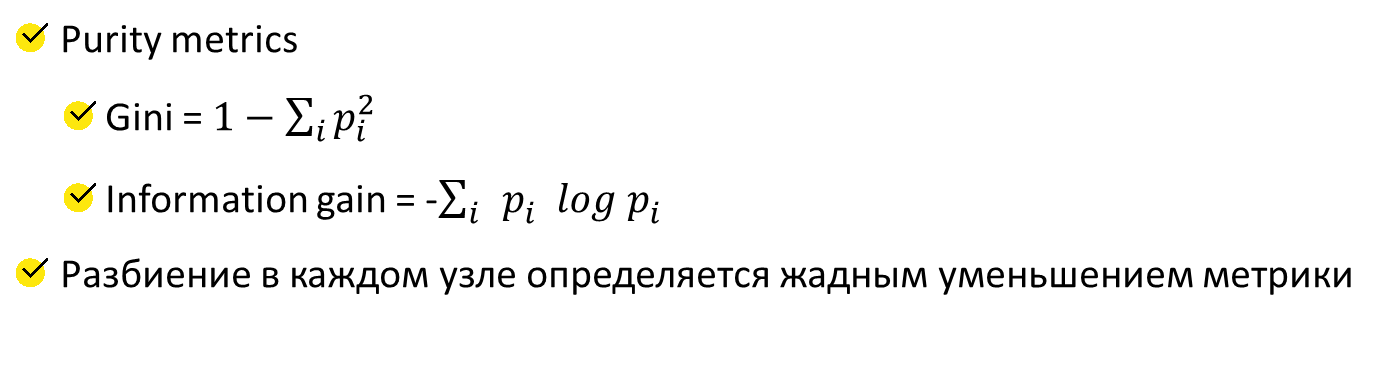 Purity metrics
Gini = 1 − ∑ᵢ pᵢ²
Information gain = -∑ᵢ pᵢ log pᵢ
Разбиение в каждом узле определяется жадным уменьшением метрики